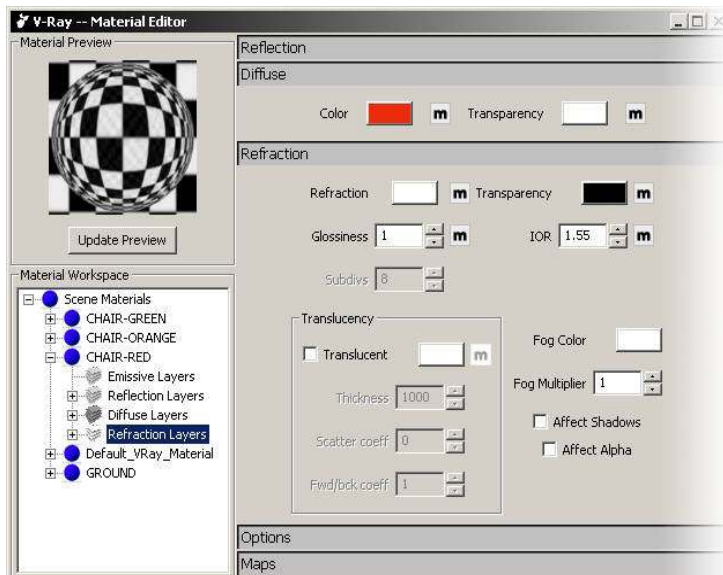 V-Ray -- Material Editor
Material Preview
Update Preview
Material Workspace
Scene Materials
CHAIR-GREEN
CHAIR-ORANGE
CHAIR-RED
Emissive Layers
Reflection Layers
Diffuse Layers
Refraction Layers
Default_VRay_Material
GROUND
Reflection
Diffuse
Color m Transparency m
Refraction
Refraction m Transparency m
Glossiness 1 m IOR 1.55 m
Subdivs 8
Translucency
Translucent m
Thickness 1000
Scatter coeff 0
Fwd/bck coeff 1
Fog Color
Fog Multiplier 1
Affect Shadows
Affect Alpha
Options
Maps